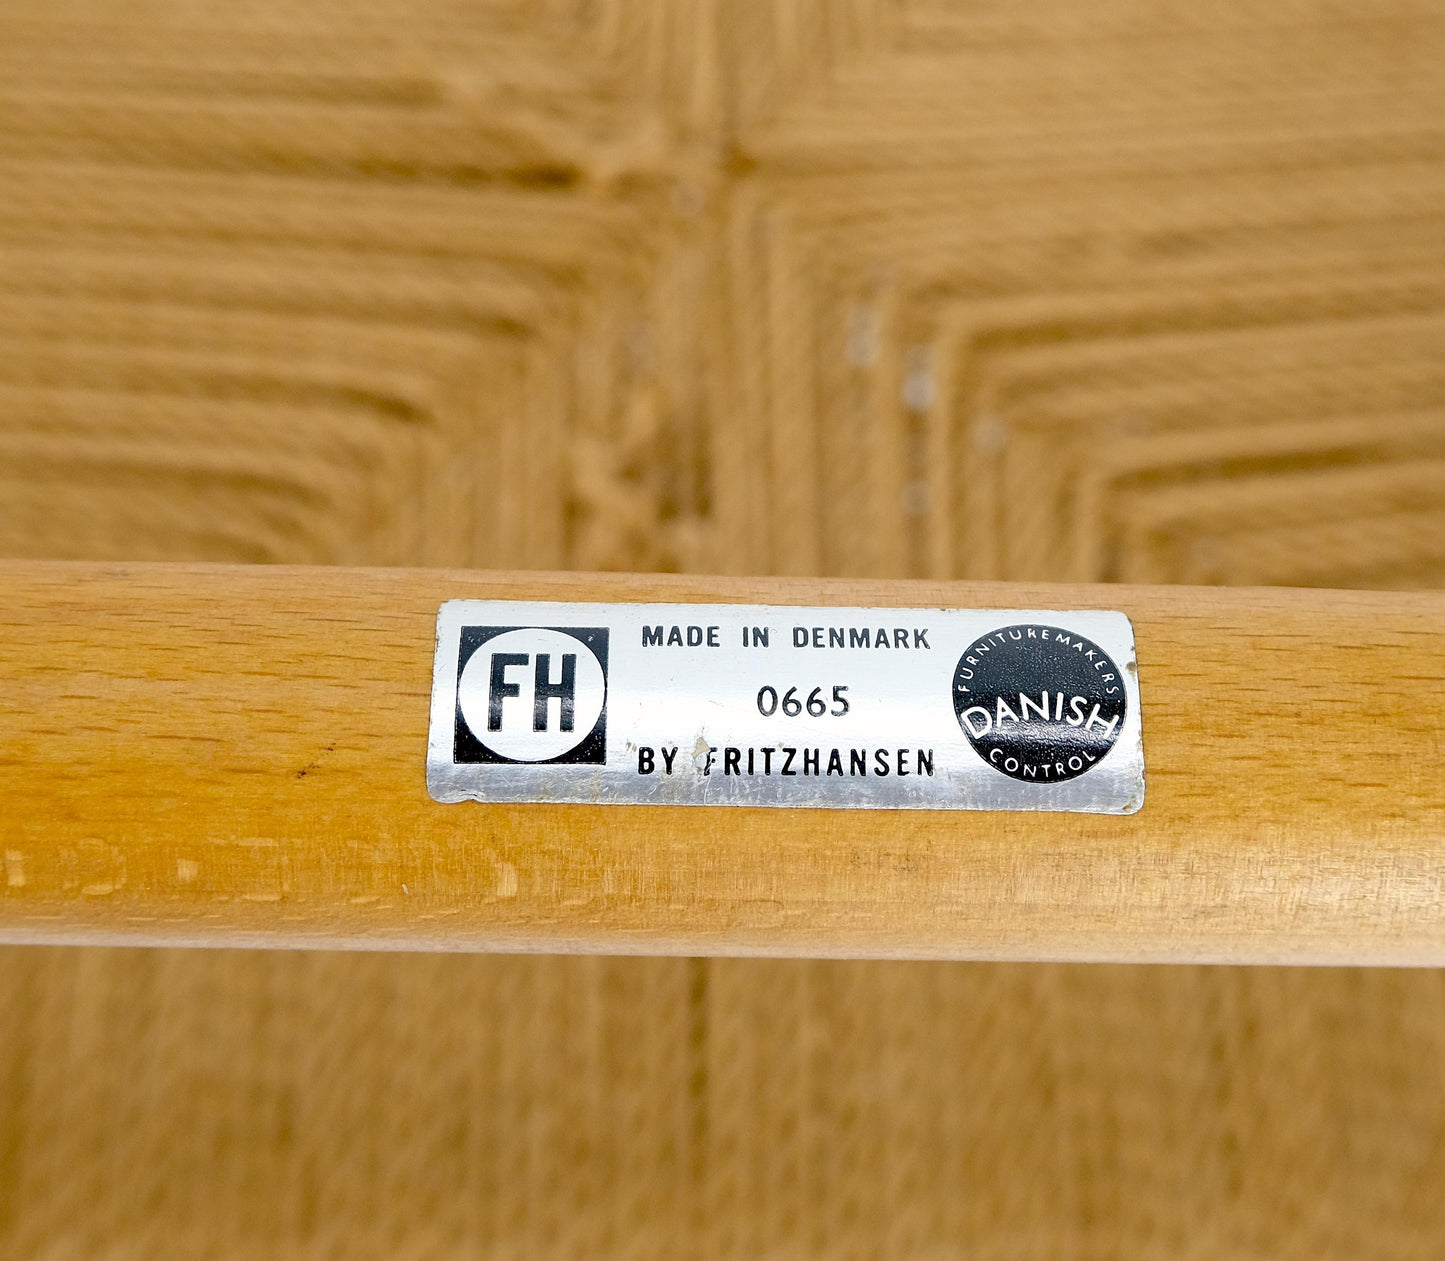 FH
MADE IN DENMARK
0665
BY FRITZHANSEN
FURNITUREMAKERS
DANISH
CONTROL